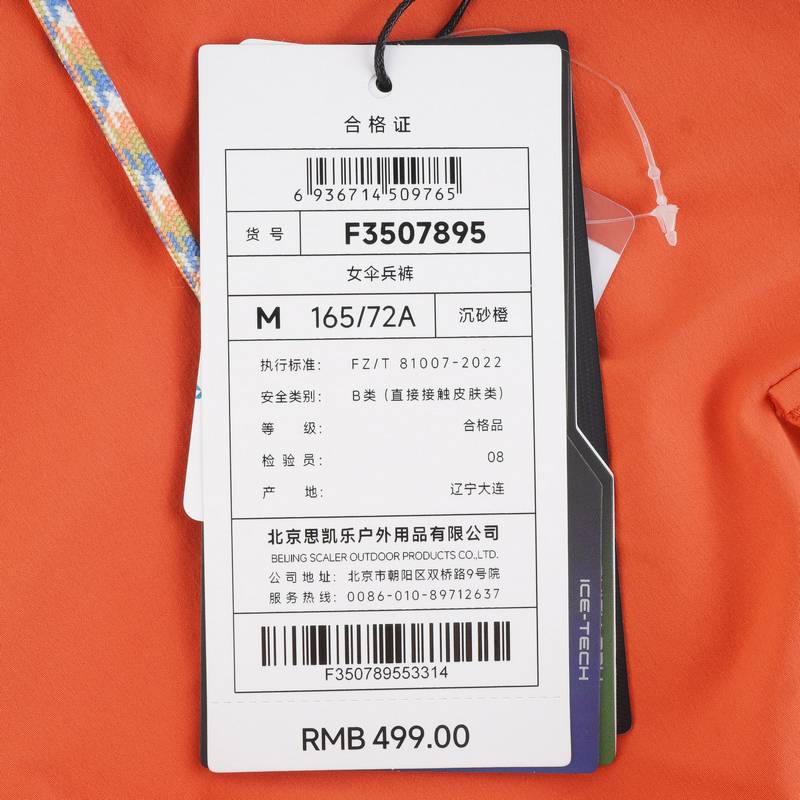 合格证
6 936714 509765
货号 F3507895
女伞兵裤
M 165/72A 沉砂橙
执行标准: FZ/T 81007-2022
安全类别: B类 (直接接触皮肤类)
等级: 合格品
检验员: 08
产地: 辽宁大连
北京思凯乐户外用品有限公司
BEIJING SCALER OUTDOOR PRODUCTS CO.,LTD.
公司地址: 北京市朝阳区双桥路9号院
服务热线: 0086-010-89712637
F350789553314
RMB 499.00
ICE-TECH